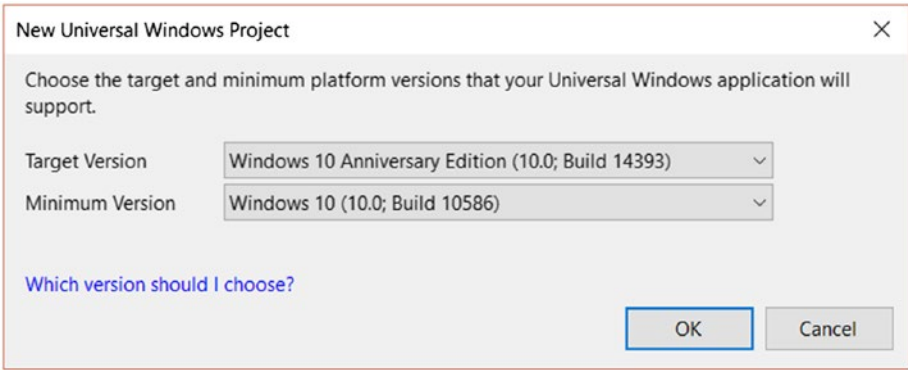 New Universal Windows Project
Choose the target and minimum platform versions that your Universal Windows application will
support.
Target Version Windows 10 Anniversary Edition (10.0; Build 14393)
Minimum Version Windows 10 (10.0; Build 10586)
Which version should I choose?
OK Cancel